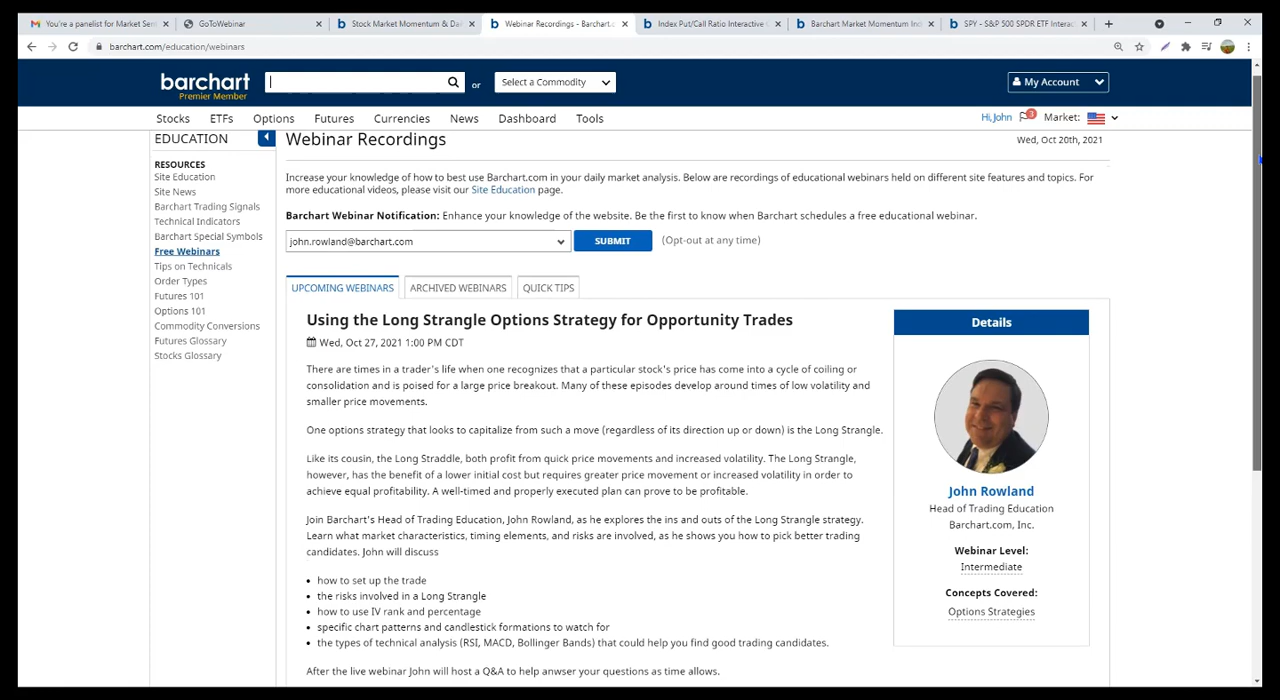 You're a panelist for Market Sen
GoToWebinar
Stock Market Momentum & Dai
Webinar Recordings - Barchart.c
Index Put/Call Ratio Interactive C
Barchart Market Momentum Ind
SPY - S&P 500 SPDR ETF Interac
barchart.com/education/webinars
barchart
Premier Member
or
Select a Commodity
My Account
Stocks ETFs Options Futures Currencies News Dashboard Tools
Hi, John 3 Market:
EDUCATION
Webinar Recordings
Wed, Oct 20th, 2021
RESOURCES
Site Education
Site News
Barchart Trading Signals
Technical Indicators
Barchart Special Symbols
Free Webinars
Tips on Technicals
Order Types
Futures 101
Options 101
Commodity Conversions
Futures Glossary
Stocks Glossary
Increase your knowledge of how to best use Barchart.com in your daily market analysis. Below are recordings of educational webinars held on different site features and topics. For
more educational videos, please visit our Site Education page.
Barchart Webinar Notification: Enhance your knowledge of the website. Be the first to know when Barchart schedules a free educational webinar.
john.rowland@barchart.com
SUBMIT
(Opt-out at any time)
UPCOMING WEBINARS
ARCHIVED WEBINARS
QUICK TIPS
Using the Long Strangle Options Strategy for Opportunity Trades
Wed, Oct 27, 2021 1:00 PM CDT
There are times in a trader's life when one recognizes that a particular stock's price has come into a cycle of coiling or
consolidation and is poised for a large price breakout. Many of these episodes develop around times of low volatility and
smaller price movements.
One options strategy that looks to capitalize from such a move (regardless of its direction up or down) is the Long Strangle.
Like its cousin, the Long Straddle, both profit from quick price movements and increased volatility. The Long Strangle,
however, has the benefit of a lower initial cost but requires greater price movement or increased volatility in order to
achieve equal profitability. A well-timed and properly executed plan can prove to be profitable.
Join Barchart's Head of Trading Education, John Rowland, as he explores the ins and outs of the Long Strangle strategy.
Learn what market characteristics, timing elements, and risks are involved, as he shows you how to pick better trading
candidates. John will discuss
• how to set up the trade
• the risks involved in a Long Strangle
• how to use IV rank and percentage
• specific chart patterns and candlestick formations to watch for
• the types of technical analysis (RSI, MACD, Bollinger Bands) that could help you find good trading candidates.
After the live webinar John will host a Q&A to help anwser your questions as time allows.
Details
John Rowland
Head of Trading Education
Barchart.com, Inc.
Webinar Level:
Intermediate
Concepts Covered:
Options Strategies